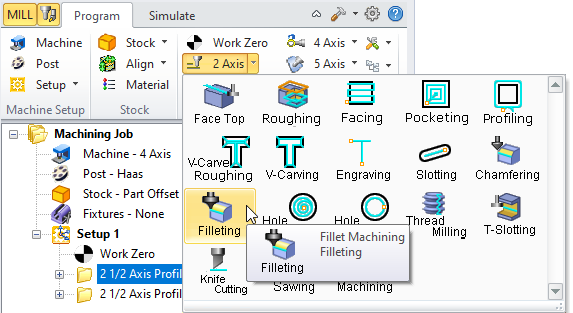 MILL Program Simulate
Machine Stock Work Zero 4 Axis
Post Align 2 Axis 5 Axis
Setup Material
Machine Setup Stock
Machining Job
Machine - 4 Axis
Post - Haas
Stock - Part Offset
Fixtures - None
Setup 1
Work Zero
2 1/2 Axis Profil
2 1/2 Axis Profil
Face Top Roughing Facing Pocketing Profiling
V-Carve Roughing V-Carving Engraving Slotting Chamfering
Filleting Hole Hole Thread Milling T-Slotting
Knife Cutting Sawing Machining
Fillet Machining
Filleting
Filleting